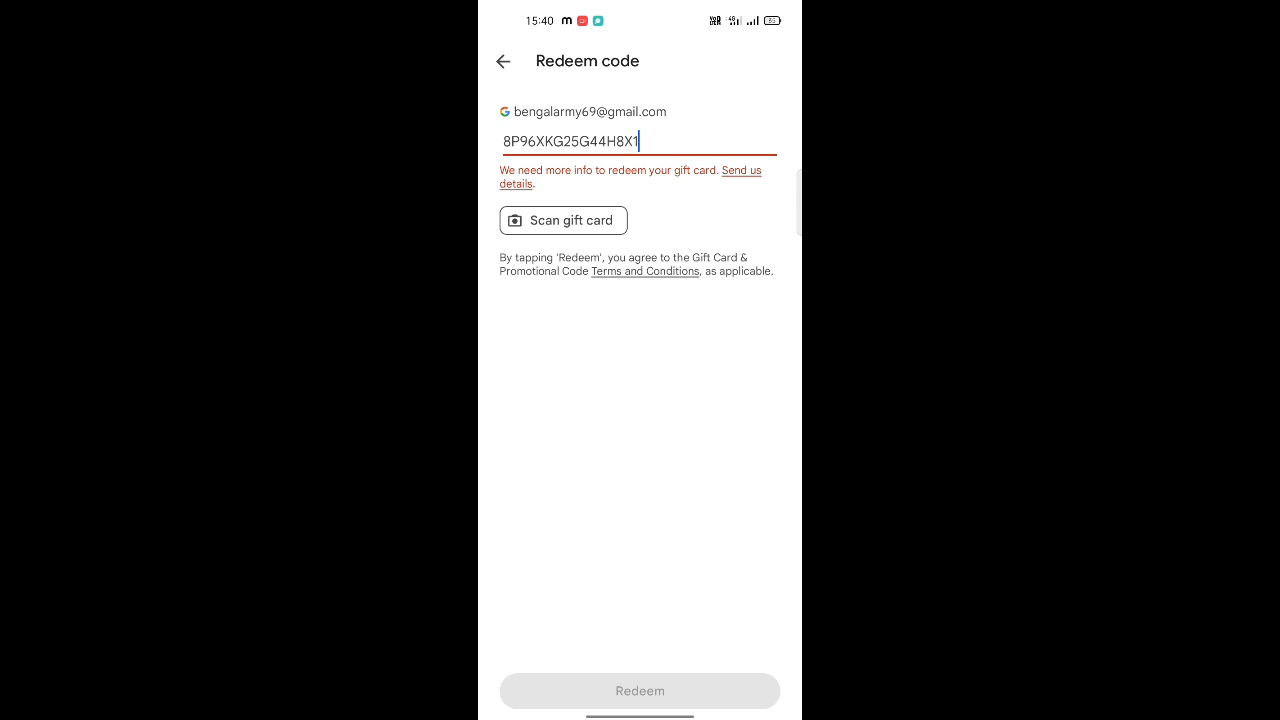 15:40
Redeem code
bengalarmy69@gmail.com
8P96XKG25G44H8X1
We need more info to redeem your gift card. Send us
details.
Scan gift card
By tapping 'Redeem', you agree to the Gift Card &
Promotional Code Terms and Conditions, as applicable.
Redeem